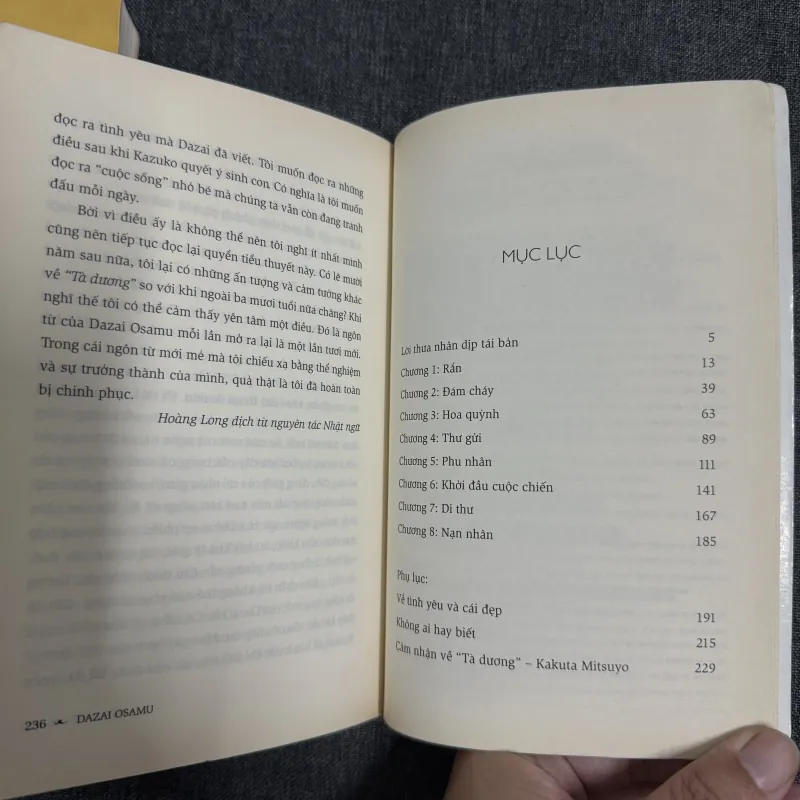 đọc ra tình yêu mà Dazai đã viết. Tôi muốn đọc ra những
điều sau khi Kazuko quyết ý sinh con. Có nghĩa là tôi muốn
đọc ra “cuộc sống” nhỏ bé mà chúng ta vẫn còn đang tranh
đấu mỗi ngày.
Bởi vì điều ấy là không thể nên tôi nghĩ ít nhất mình
cũng nên tiếp tục đọc lại quyển tiểu thuyết này. Có lẽ mười
năm sau nữa, tôi lại có những ấn tượng và cảm tưởng khác
về “Tà dương” so với khi ngoài ba mươi tuổi nữa chăng? Khi
nghĩ thế tôi có thể cảm thấy yên tâm một điều. Đó là ngôn
từ của Dazai Osamu mỗi lần mở ra lại là một lần tươi mới.
Trong cái ngôn từ mới mẻ mà tôi chiếu xạ bằng thể nghiệm
và sự trưởng thành của mình, quả thật là tôi đã hoàn toàn
bị chinh phục.
Hoàng Long dịch từ nguyên tác Nhật ngữ
236 DAZAI OSAMU
MỤC LỤC
Lời thưa nhân dịp tái bản 5
Chương 1: Rắn 13
Chương 2: Đám cháy 39
Chương 3: Hoa quỳnh 63
Chương 4: Thư gửi 89
Chương 5: Phu nhân 111
Chương 6: Khởi đầu cuộc chiến 141
Chương 7: Di thư 167
Chương 8: Nạn nhân 185
Phụ lục:
Về tình yêu và cái đẹp 191
Không ai hay biết 215
Cảm nhận về “Tà dương” – Kakuta Mitsuyo 229